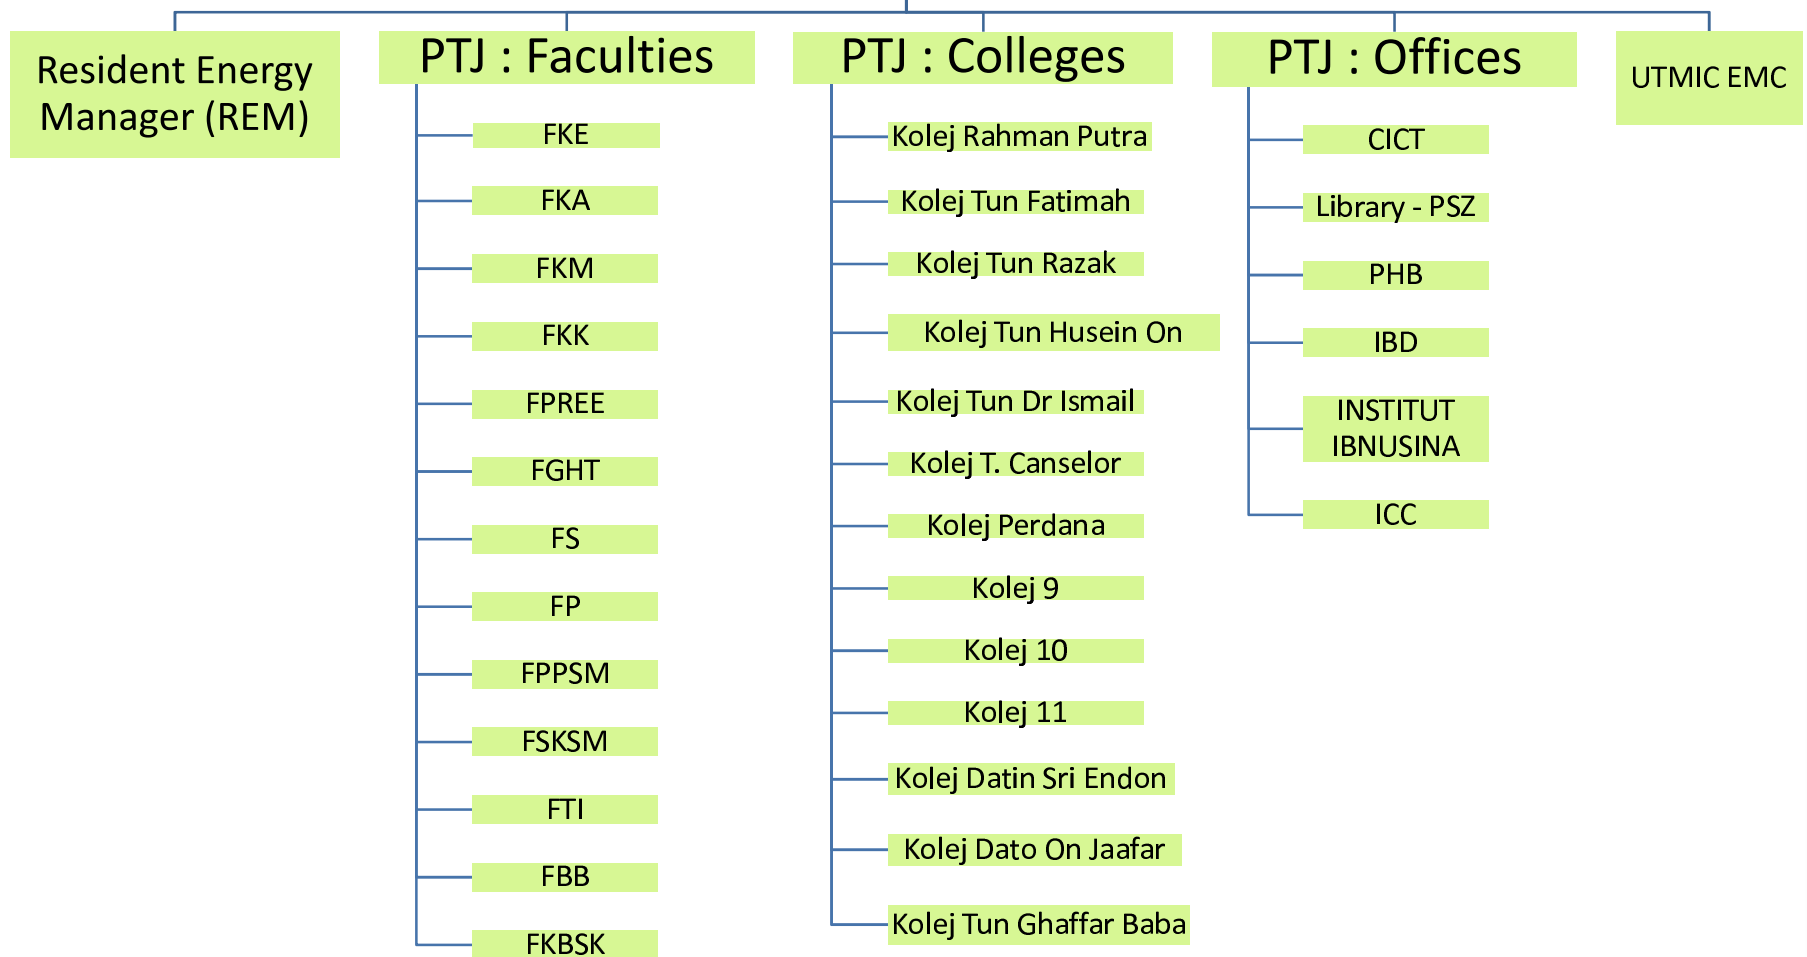 Resident Energy
Manager (REM)
PTJ : Faculties
FKE
FKA
FKM
FKK
FPREE
FGHT
FS
FP
FPPSM
FSKSM
FTI
FBB
FKBSK
PTJ : Colleges
Kolej Rahman Putra
Kolej Tun Fatimah
Kolej Tun Razak
Kolej Tun Husein On
Kolej Tun Dr Ismail
Kolej T. Canselor
Kolej Perdana
Kolej 9
Kolej 10
Kolej 11
Kolej Datin Sri Endon
Kolej Dato On Jaafar
Kolej Tun Ghaffar Baba
PTJ : Offices
CICT
Library - PSZ
PHB
IBD
INSTITUT
IBNUSINA
ICC
UTMIC EMC